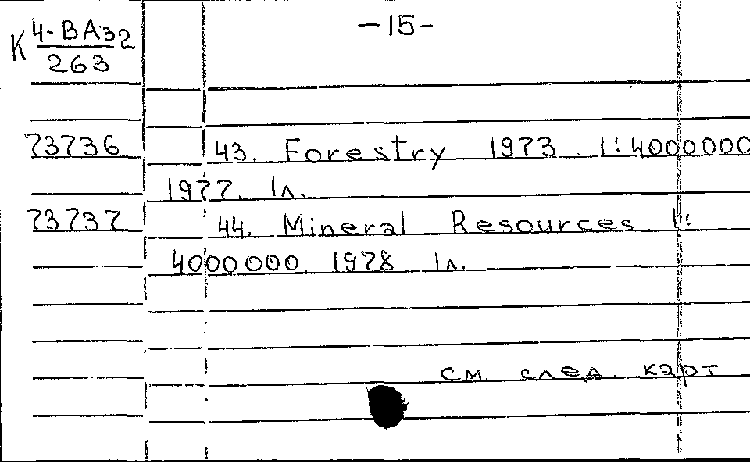 К 4-ВА32
263
-15-
73736 43. Forestry 1973. 1:4000000
1977. 1л.
73737 44. Mineral Resources 1:
4000000 1978 1л.
см. след. карт